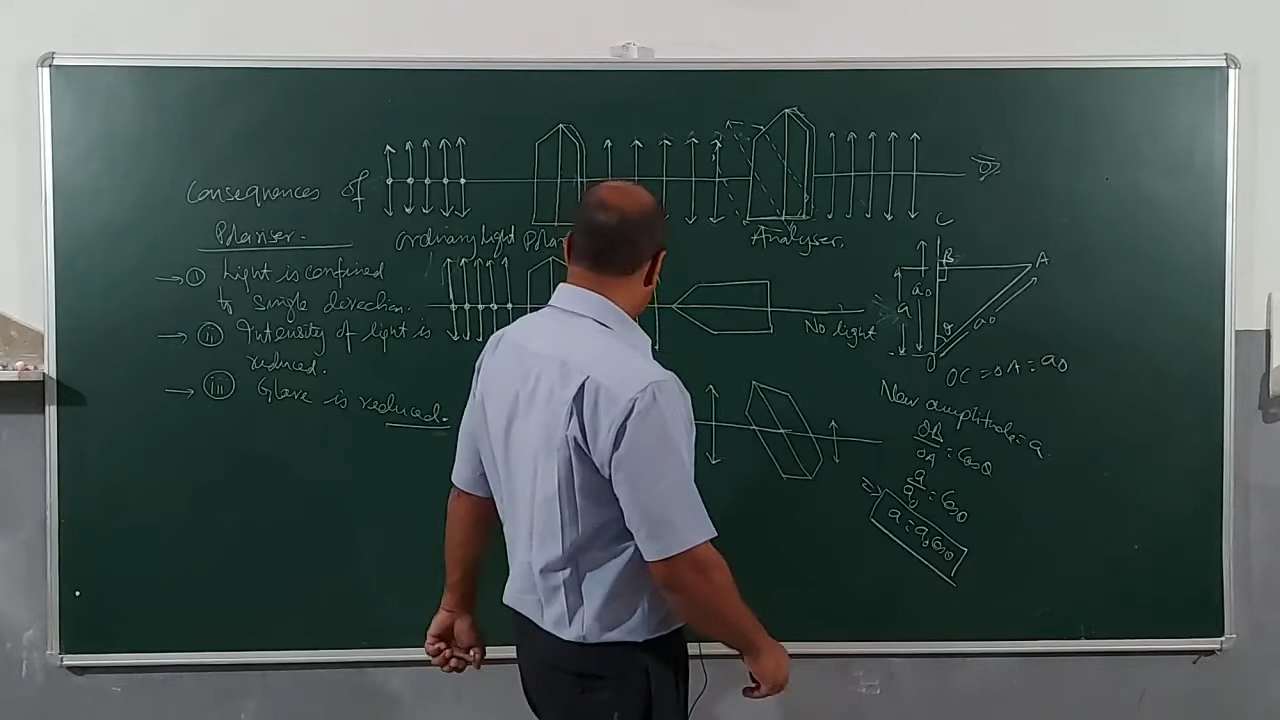 Consequences of
Polariser.
→ (i) Light is confined
to single direction.
→ (ii) Intensity of light is
reduced.
→ (iii) Glare is reduced.
Ordinary light
Analyser.
No light
C
B
A
a
a₀
a₀
θ
O
OC = OA = a₀
New amplitude = a.
OB/OA = Cosθ
a/a₀ = Cosθ
⇒ a = a₀cosθ